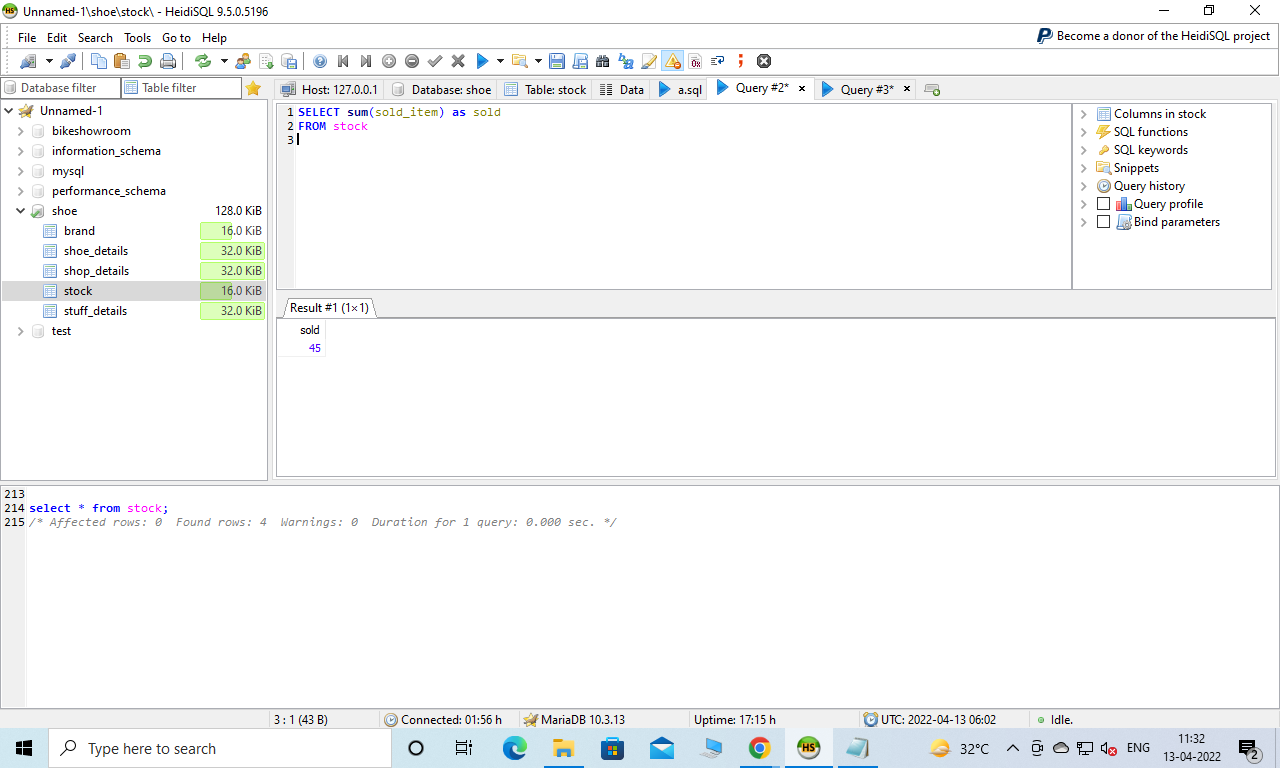 Unnamed-1\shoe\stock\ - HeidiSQL 9.5.0.5196
File Edit Search Tools Go to Help
Become a donor of the HeidiSQL project
Database filter
Table filter
Host: 127.0.0.1
Database: shoe
Table: stock
Data
a.sql
Query #2*
Query #3*
Unnamed-1
bikeshowroom
information_schema
mysql
performance_schema
shoe 128.0 KiB
brand 16.0 KiB
shoe_details 32.0 KiB
shop_details 32.0 KiB
stock 16.0 KiB
stuff_details 32.0 KiB
test
1 SELECT sum(sold_item) as sold
2 FROM stock
3
Columns in stock
SQL functions
SQL keywords
Snippets
Query history
Query profile
Bind parameters
Result #1 (1×1)
sold
45
213
214 select * from stock;
215 /* Affected rows: 0  Found rows: 4  Warnings: 0  Duration for 1 query: 0.000 sec. */
3 : 1 (43 B)
Connected: 01:56 h
MariaDB 10.3.13
Uptime: 17:15 h
UTC: 2022-04-13 06:02
Idle.
Type here to search
32°C
ENG
11:32
13-04-2022
2